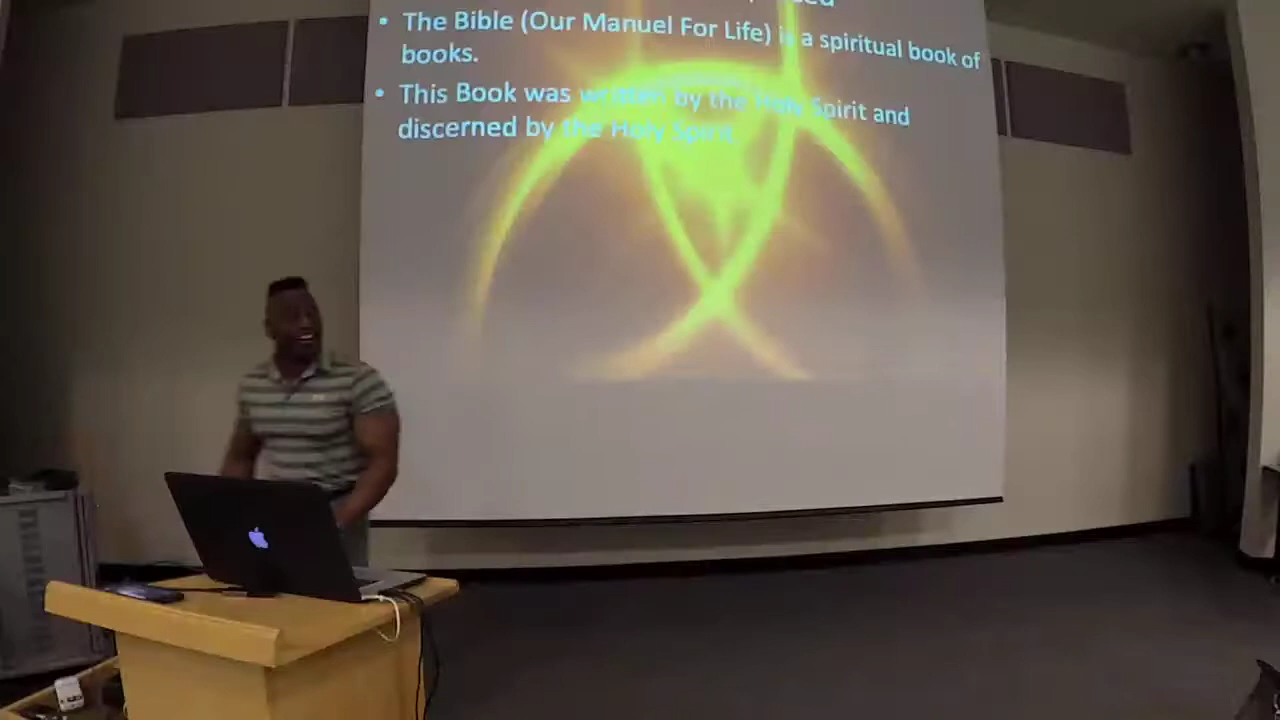 • The Bible (Our Manuel For Life) is a spiritual book of
books.
• This Book was written by the Holy Spirit and
discerned by the Holy Spirit.